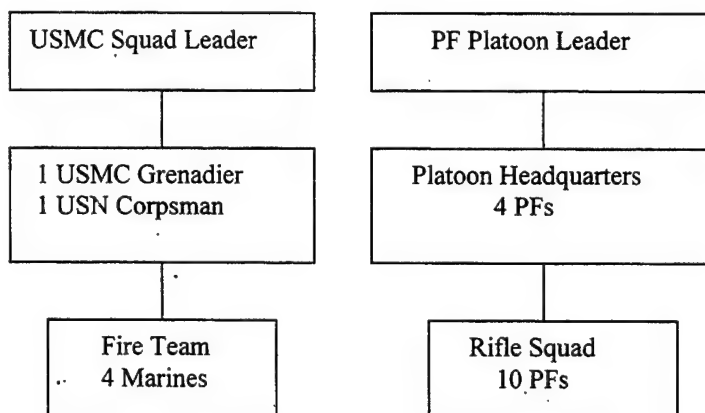 USMC Squad Leader
PF Platoon Leader
1 USMC Grenadier
1 USN Corpsman
Platoon Headquarters
4 PFs
Fire Team
4 Marines
Rifle Squad
10 PFs